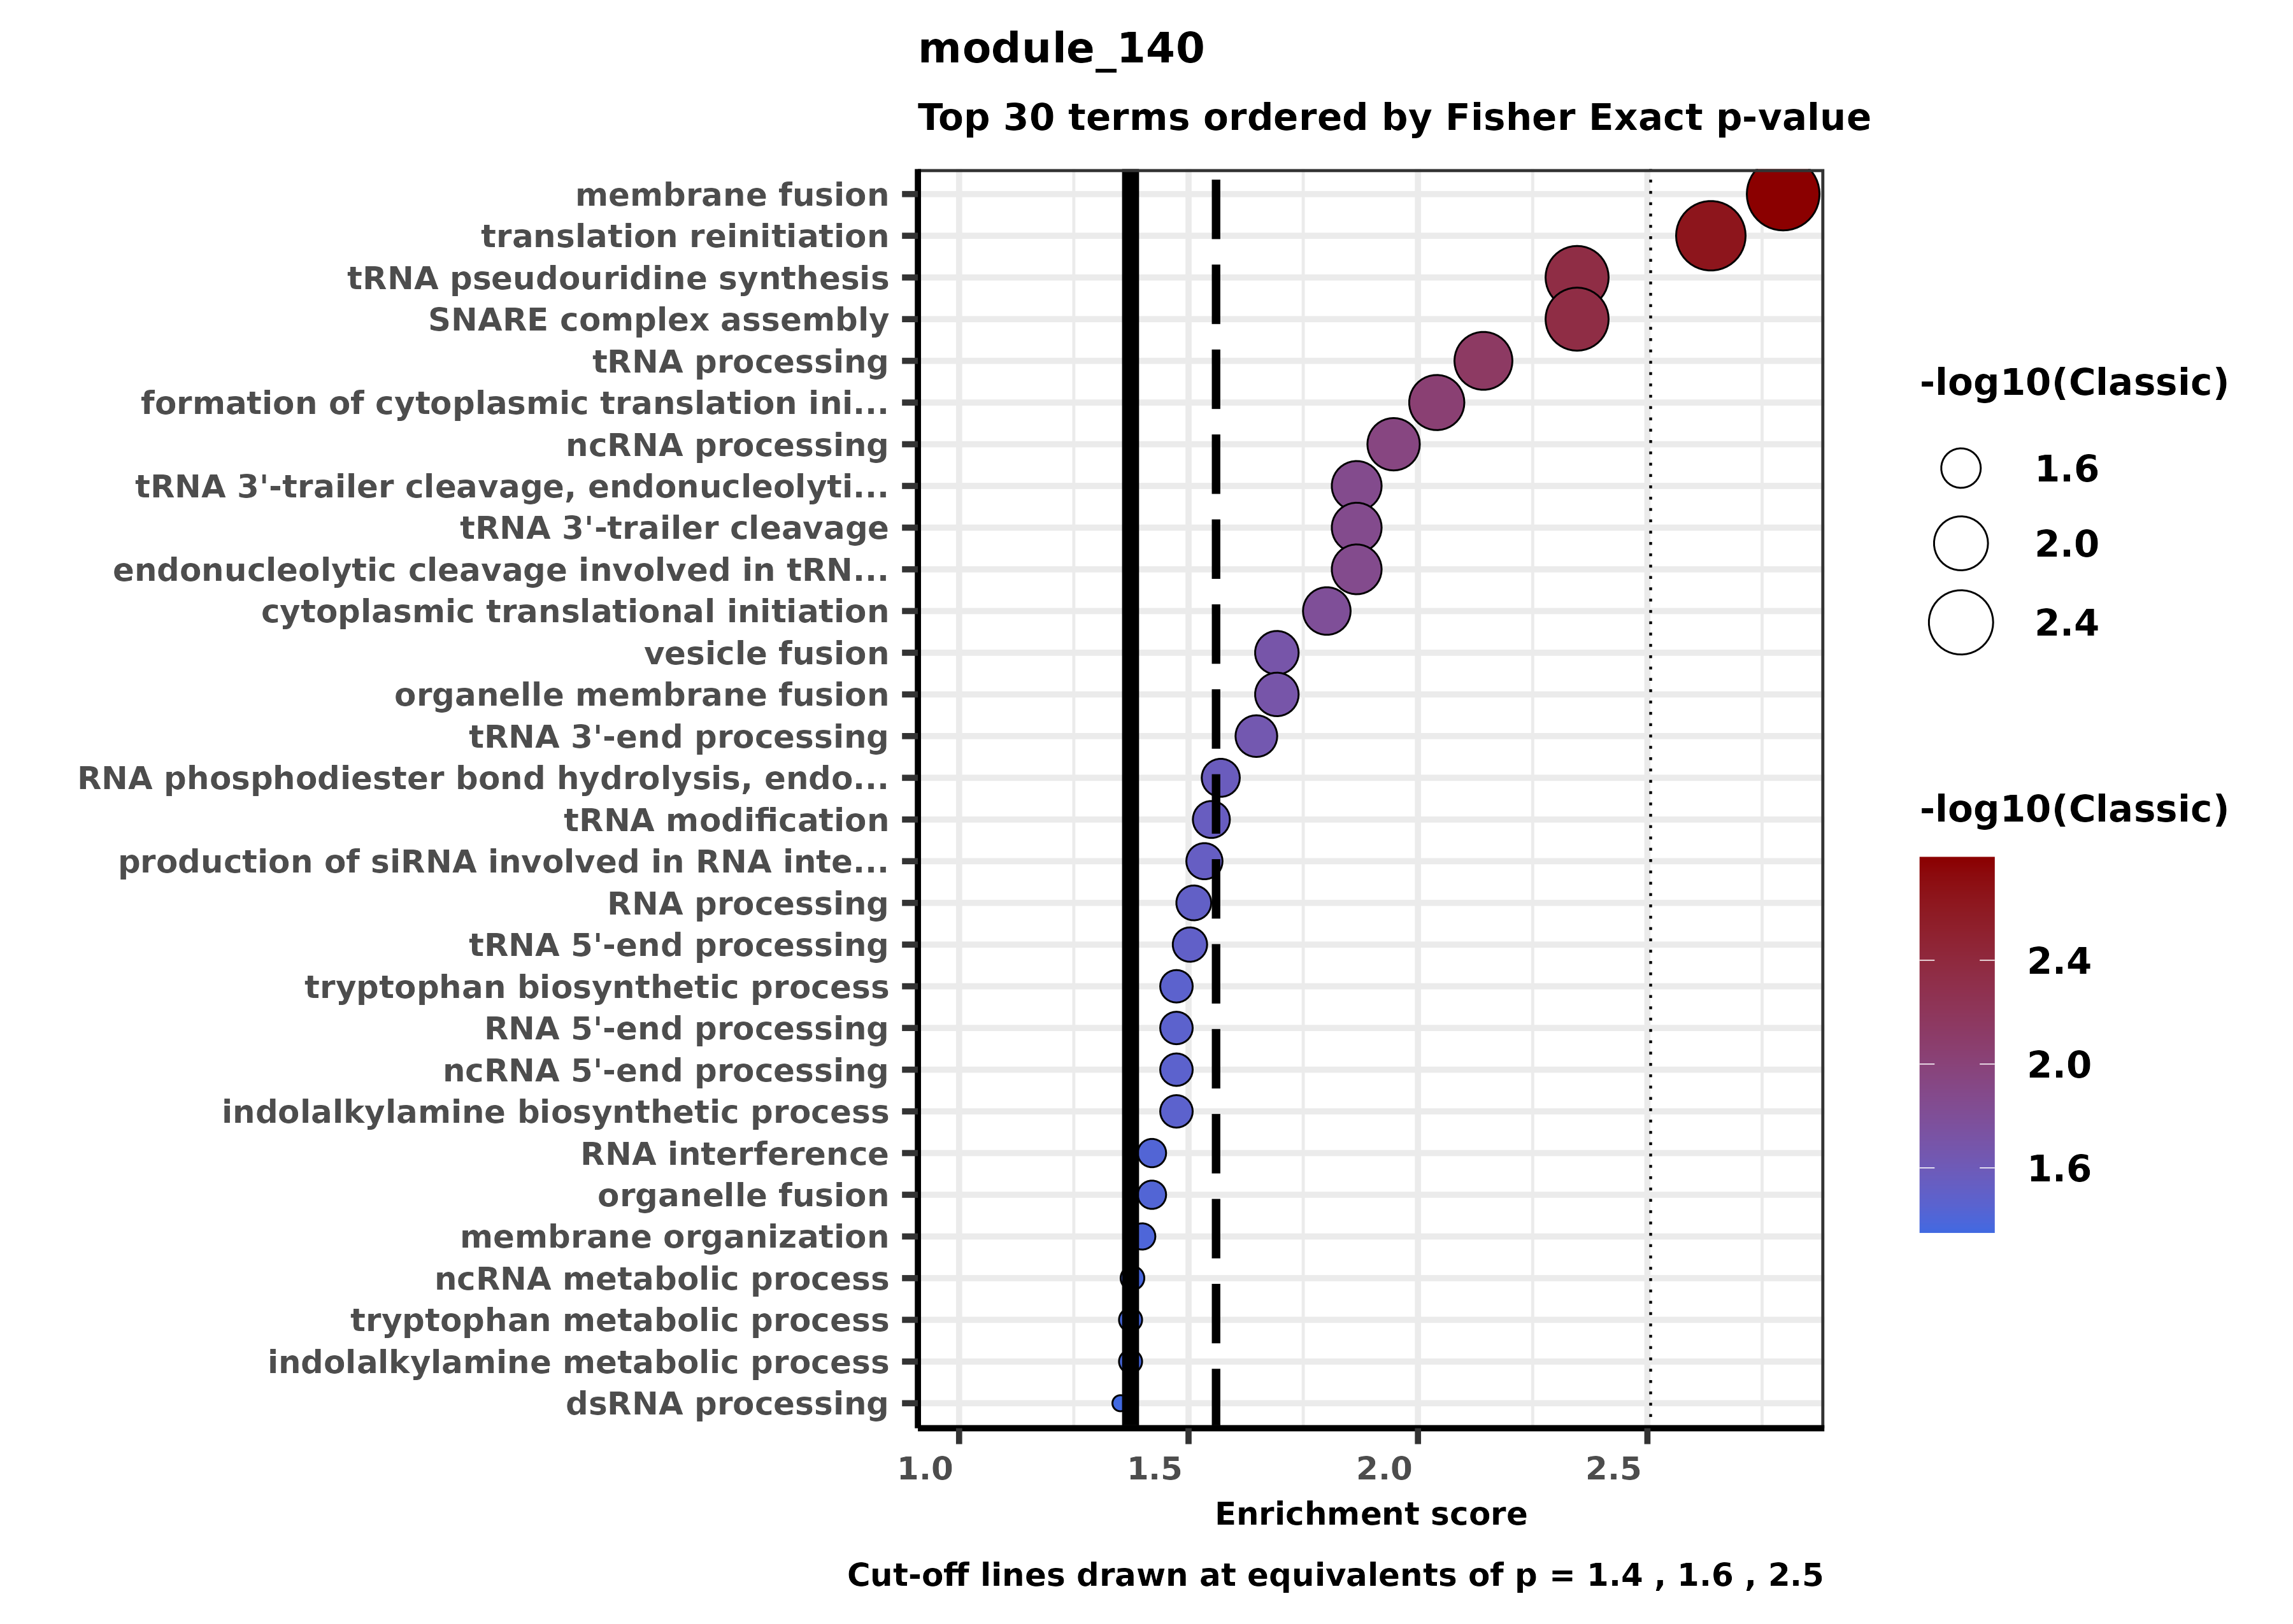 module_140
Top 30 terms ordered by Fisher Exact p-value
membrane fusion
translation reinitiation
tRNA pseudouridine synthesis
SNARE complex assembly
tRNA processing
formation of cytoplasmic translation ini...
ncRNA processing
tRNA 3'-trailer cleavage, endonucleolyti...
tRNA 3'-trailer cleavage
endonucleolytic cleavage involved in tRN...
cytoplasmic translational initiation
vesicle fusion
organelle membrane fusion
tRNA 3'-end processing
RNA phosphodiester bond hydrolysis, endo...
tRNA modification
production of siRNA involved in RNA inte...
RNA processing
tRNA 5'-end processing
tryptophan biosynthetic process
RNA 5'-end processing
ncRNA 5'-end processing
indolalkylamine biosynthetic process
RNA interference
organelle fusion
membrane organization
ncRNA metabolic process
tryptophan metabolic process
indolalkylamine metabolic process
dsRNA processing
1.0 1.5 2.0 2.5
Enrichment score
Cut-off lines drawn at equivalents of p = 1.4 , 1.6 , 2.5
-log10(Classic)
1.6
2.0
2.4
-log10(Classic)
2.4
2.0
1.6